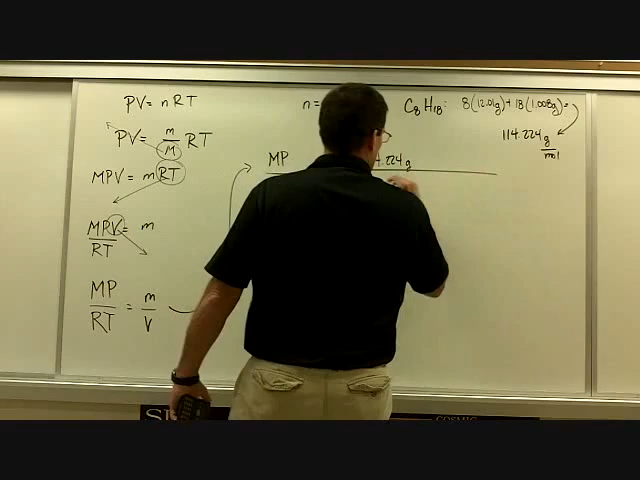 PV = nRT
PV = m/M RT
MPV = mRT
MPV/RT = m
MP/RT = m/V
n =
C8H18: 8(12.01g) + 18(1.008g) =
114.224 g/mol
MP
4.224 g